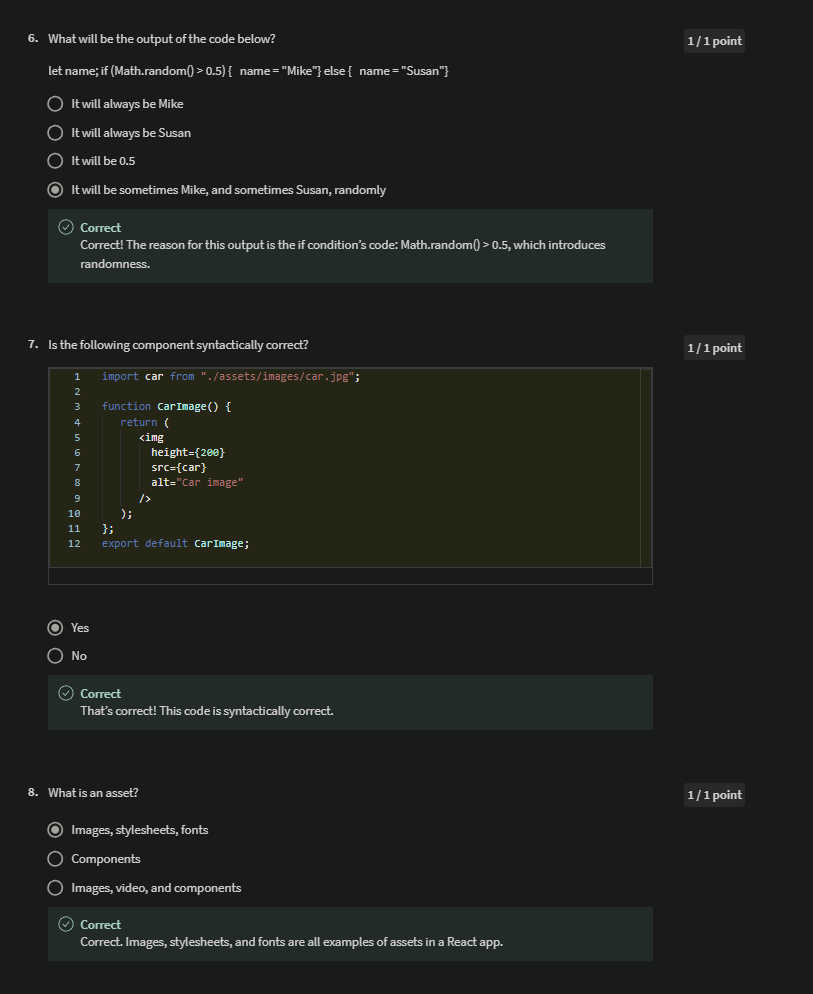 6. What will be the output of the code below?
1 / 1 point
let name; if (Math.random() > 0.5) {   name = "Mike"} else {   name = "Susan"}
It will always be Mike
It will always be Susan
It will be 0.5
It will be sometimes Mike, and sometimes Susan, randomly
Correct
Correct! The reason for this output is the if condition's code: Math.random() > 0.5, which introduces
randomness.
7. Is the following component syntactically correct?
1 / 1 point
1 import car from "./assets/images/car.jpg";
2
3 function CarImage() {
4 return (
5 <img
6 height={200}
7 src={car}
8 alt="Car image"
9 />
10 );
11 };
12 export default CarImage;
Yes
No
Correct
That's correct! This code is syntactically correct.
8. What is an asset?
1 / 1 point
Images, stylesheets, fonts
Components
Images, video, and components
Correct
Correct. Images, stylesheets, and fonts are all examples of assets in a React app.